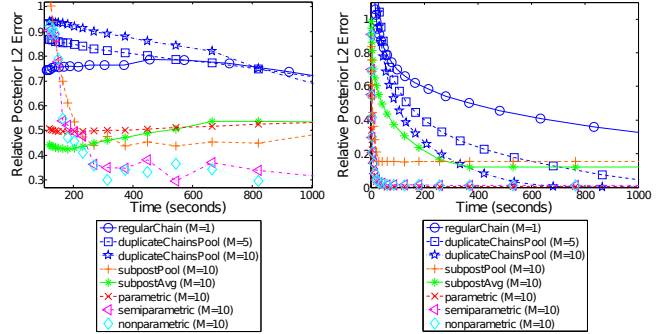 Relative Posterior L2 Error
1
0.9
0.8
0.7
0.6
0.5
0.4
0.3
200 400 600 800 1000
Time (seconds)
regularChain (M=1)
duplicateChainsPool (M=5)
duplicateChainsPool (M=10)
subpostPool (M=10)
subpostAvg (M=10)
parametric (M=10)
semiparametric (M=10)
nonparametric (M=10)
Relative Posterior L2 Error
1
0.8
0.6
0.4
0.2
0
0 200 400 600 800 1000
Time (seconds)
regularChain (M=1)
duplicateChainsPool (M=5)
duplicateChainsPool (M=10)
subpostPool (M=10)
subpostAvg (M=10)
parametric (M=10)
semiparametric (M=10)
nonparametric (M=10)